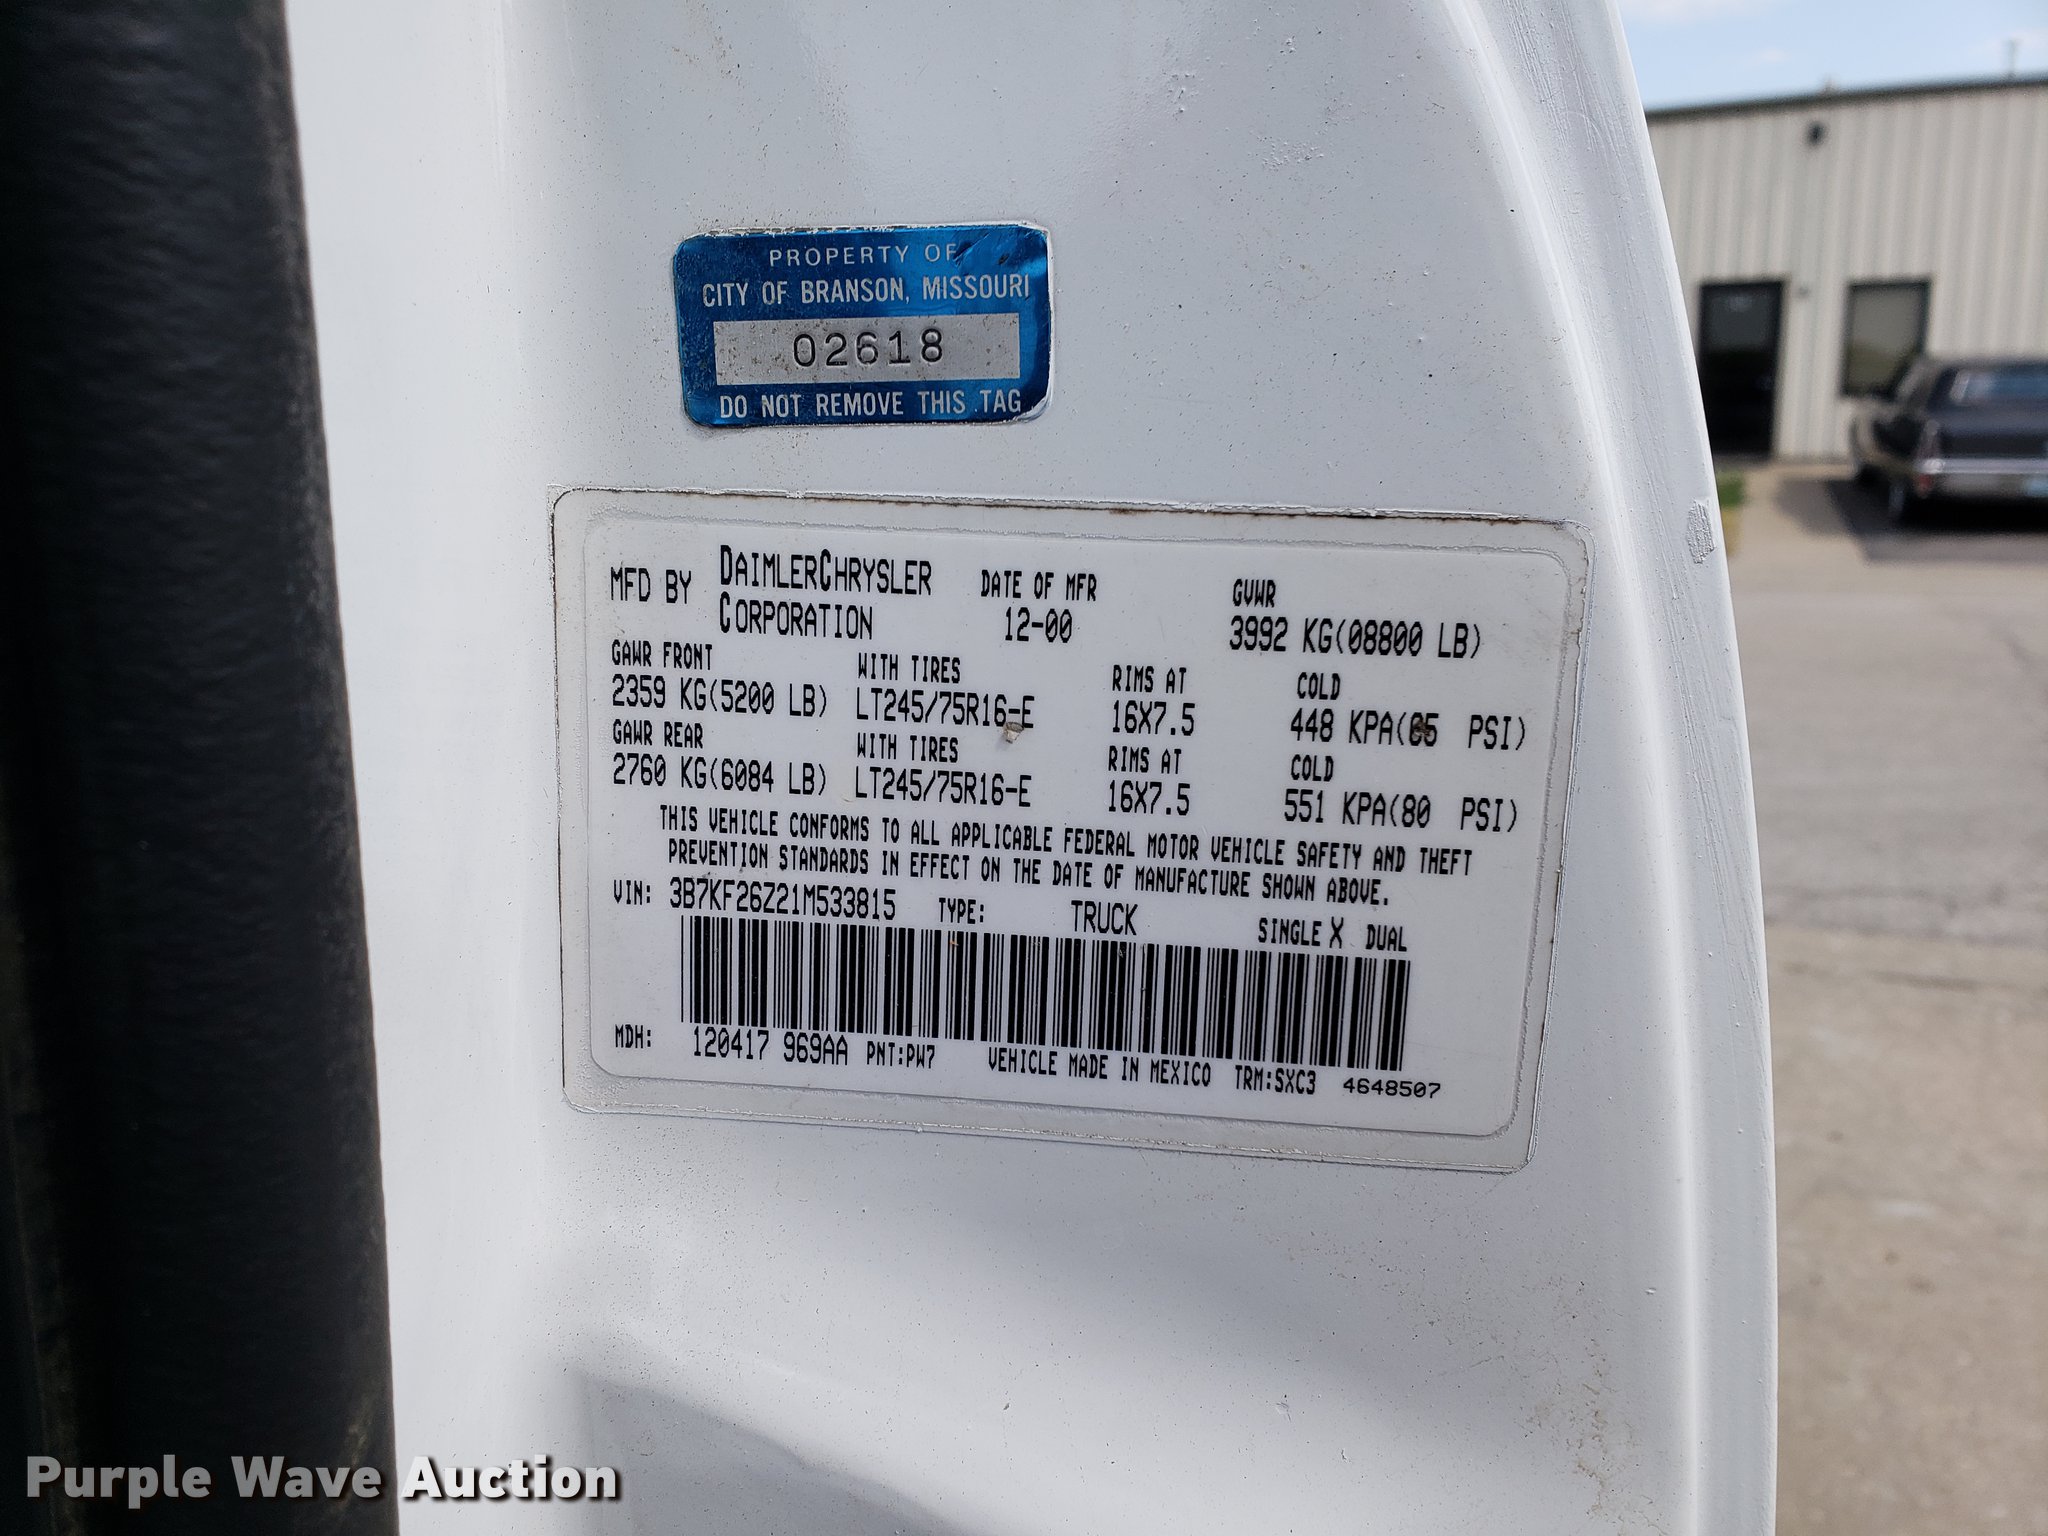 PROPERTY OF
CITY OF BRANSON, MISSOURI
02618
DO NOT REMOVE THIS TAG
MFD BY DAIMLERCHRYSLER CORPORATION DATE OF MFR 12-00 GVWR 3992 KG(08800 LB)
GAWR FRONT WITH TIRES RIMS AT COLD
2359 KG(5200 LB) LT245/75R16-E 16X7.5 448 KPA(65 PSI)
GAWR REAR WITH TIRES RIMS AT COLD
2760 KG(6084 LB) LT245/75R16-E 16X7.5 551 KPA(80 PSI)
THIS VEHICLE CONFORMS TO ALL APPLICABLE FEDERAL MOTOR VEHICLE SAFETY AND THEFT
PREVENTION STANDARDS IN EFFECT ON THE DATE OF MANUFACTURE SHOWN ABOVE.
VIN: 3B7KF26Z21M533815 TYPE: TRUCK SINGLE X DUAL
MDH: 120417 969AA PNT:PW7 VEHICLE MADE IN MEXICO TRM:SXC3 4648507
Purple Wave Auction